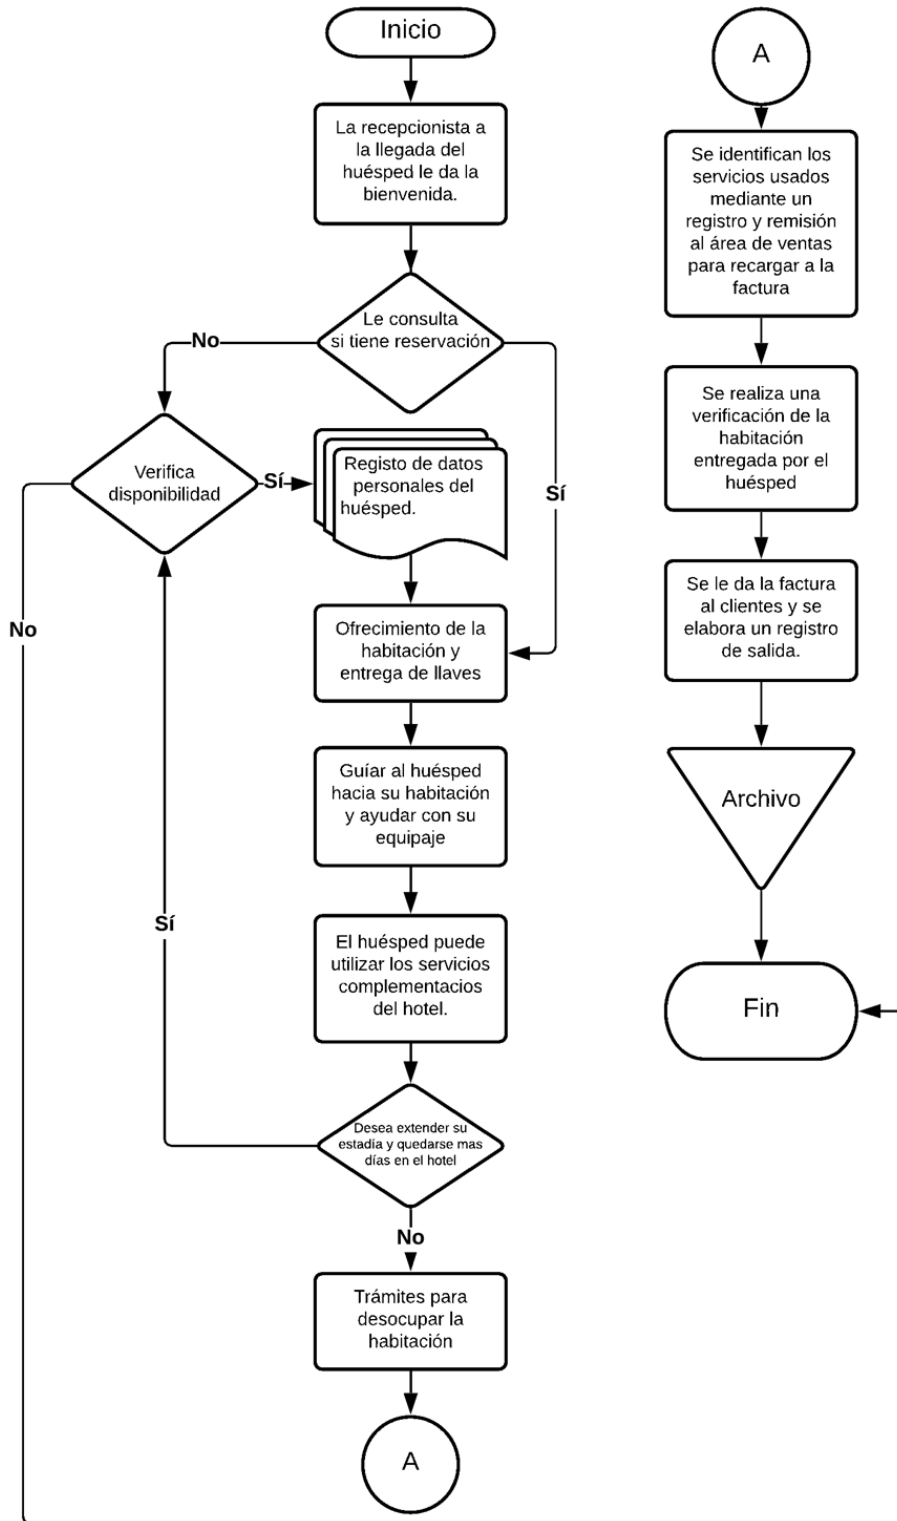 Inicio
La recepcionista a
la llegada del
huésped le da la
bienvenida.
Le consulta
si tiene reservación
No
Sí
Verifica
disponibilidad
Sí
Registo de datos
personales del
huésped.
No
Ofrecimiento de la
habitación y
entrega de llaves
Guíar al huésped
hacia su habitación
y ayudar con su
equipaje
Sí
El huésped puede
utilizar los servicios
complementacios
del hotel.
Desea extender su
estadía y quedarse mas
días en el hotel
No
Trámites para
desocupar la
habitación
A
A
Se identifican los
servicios usados
mediante un
registro y remisión
al área de ventas
para recargar a la
factura
Se realiza una
verificación de la
habitación
entregada por el
huésped
Se le da la factura
al clientes y se
elabora un registro
de salida.
Archivo
Fin